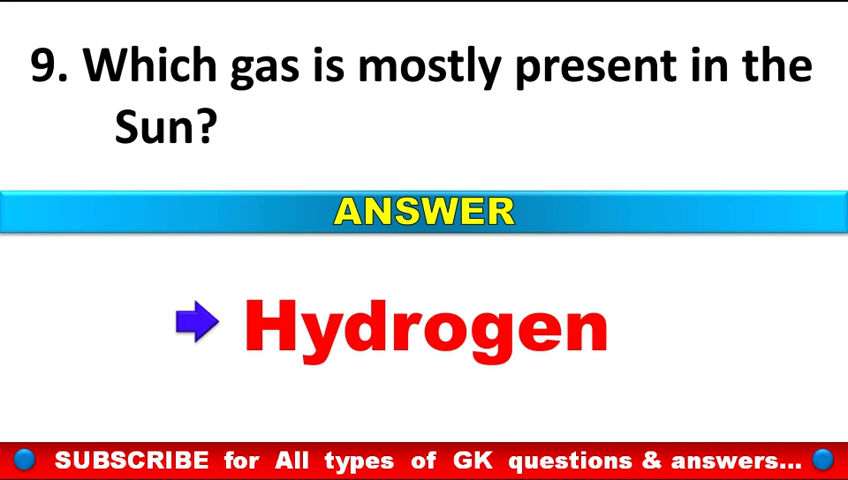 9. Which gas is mostly present in the
Sun?
ANSWER
Hydrogen
SUBSCRIBE for All types of GK questions & answers...